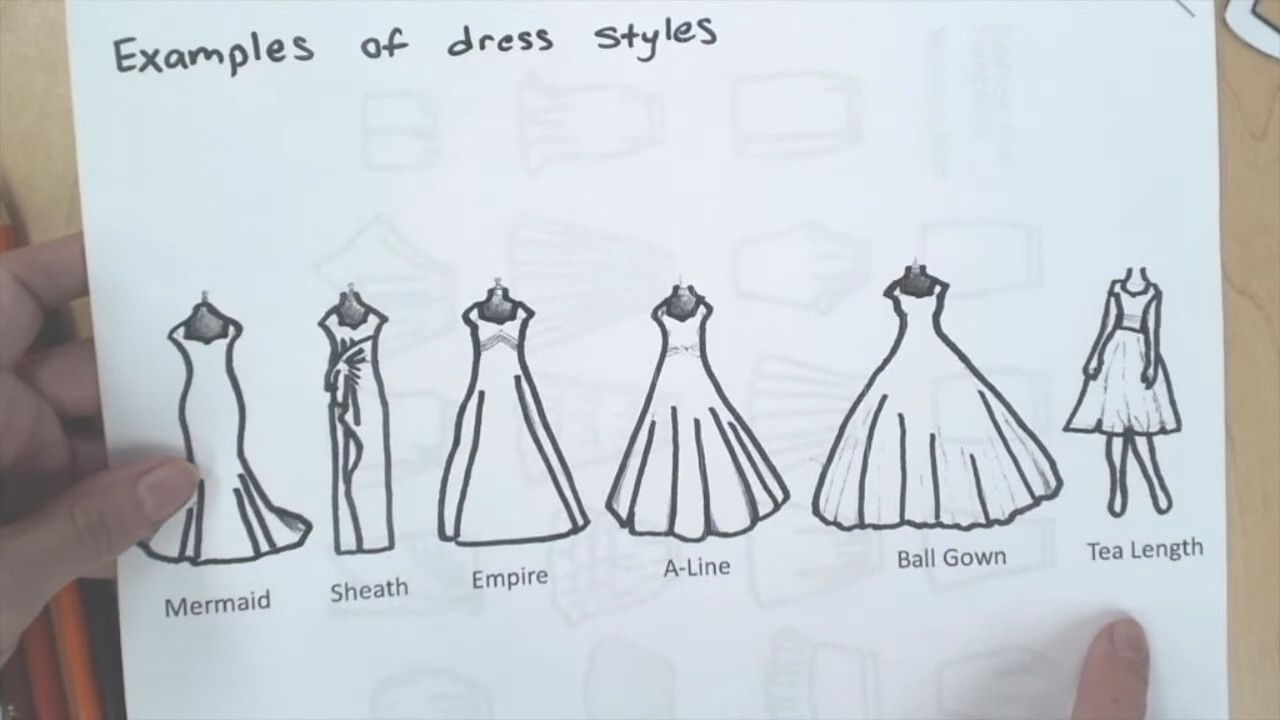 Examples of dress styles
Mermaid
Sheath
Empire
A-Line
Ball Gown
Tea Length